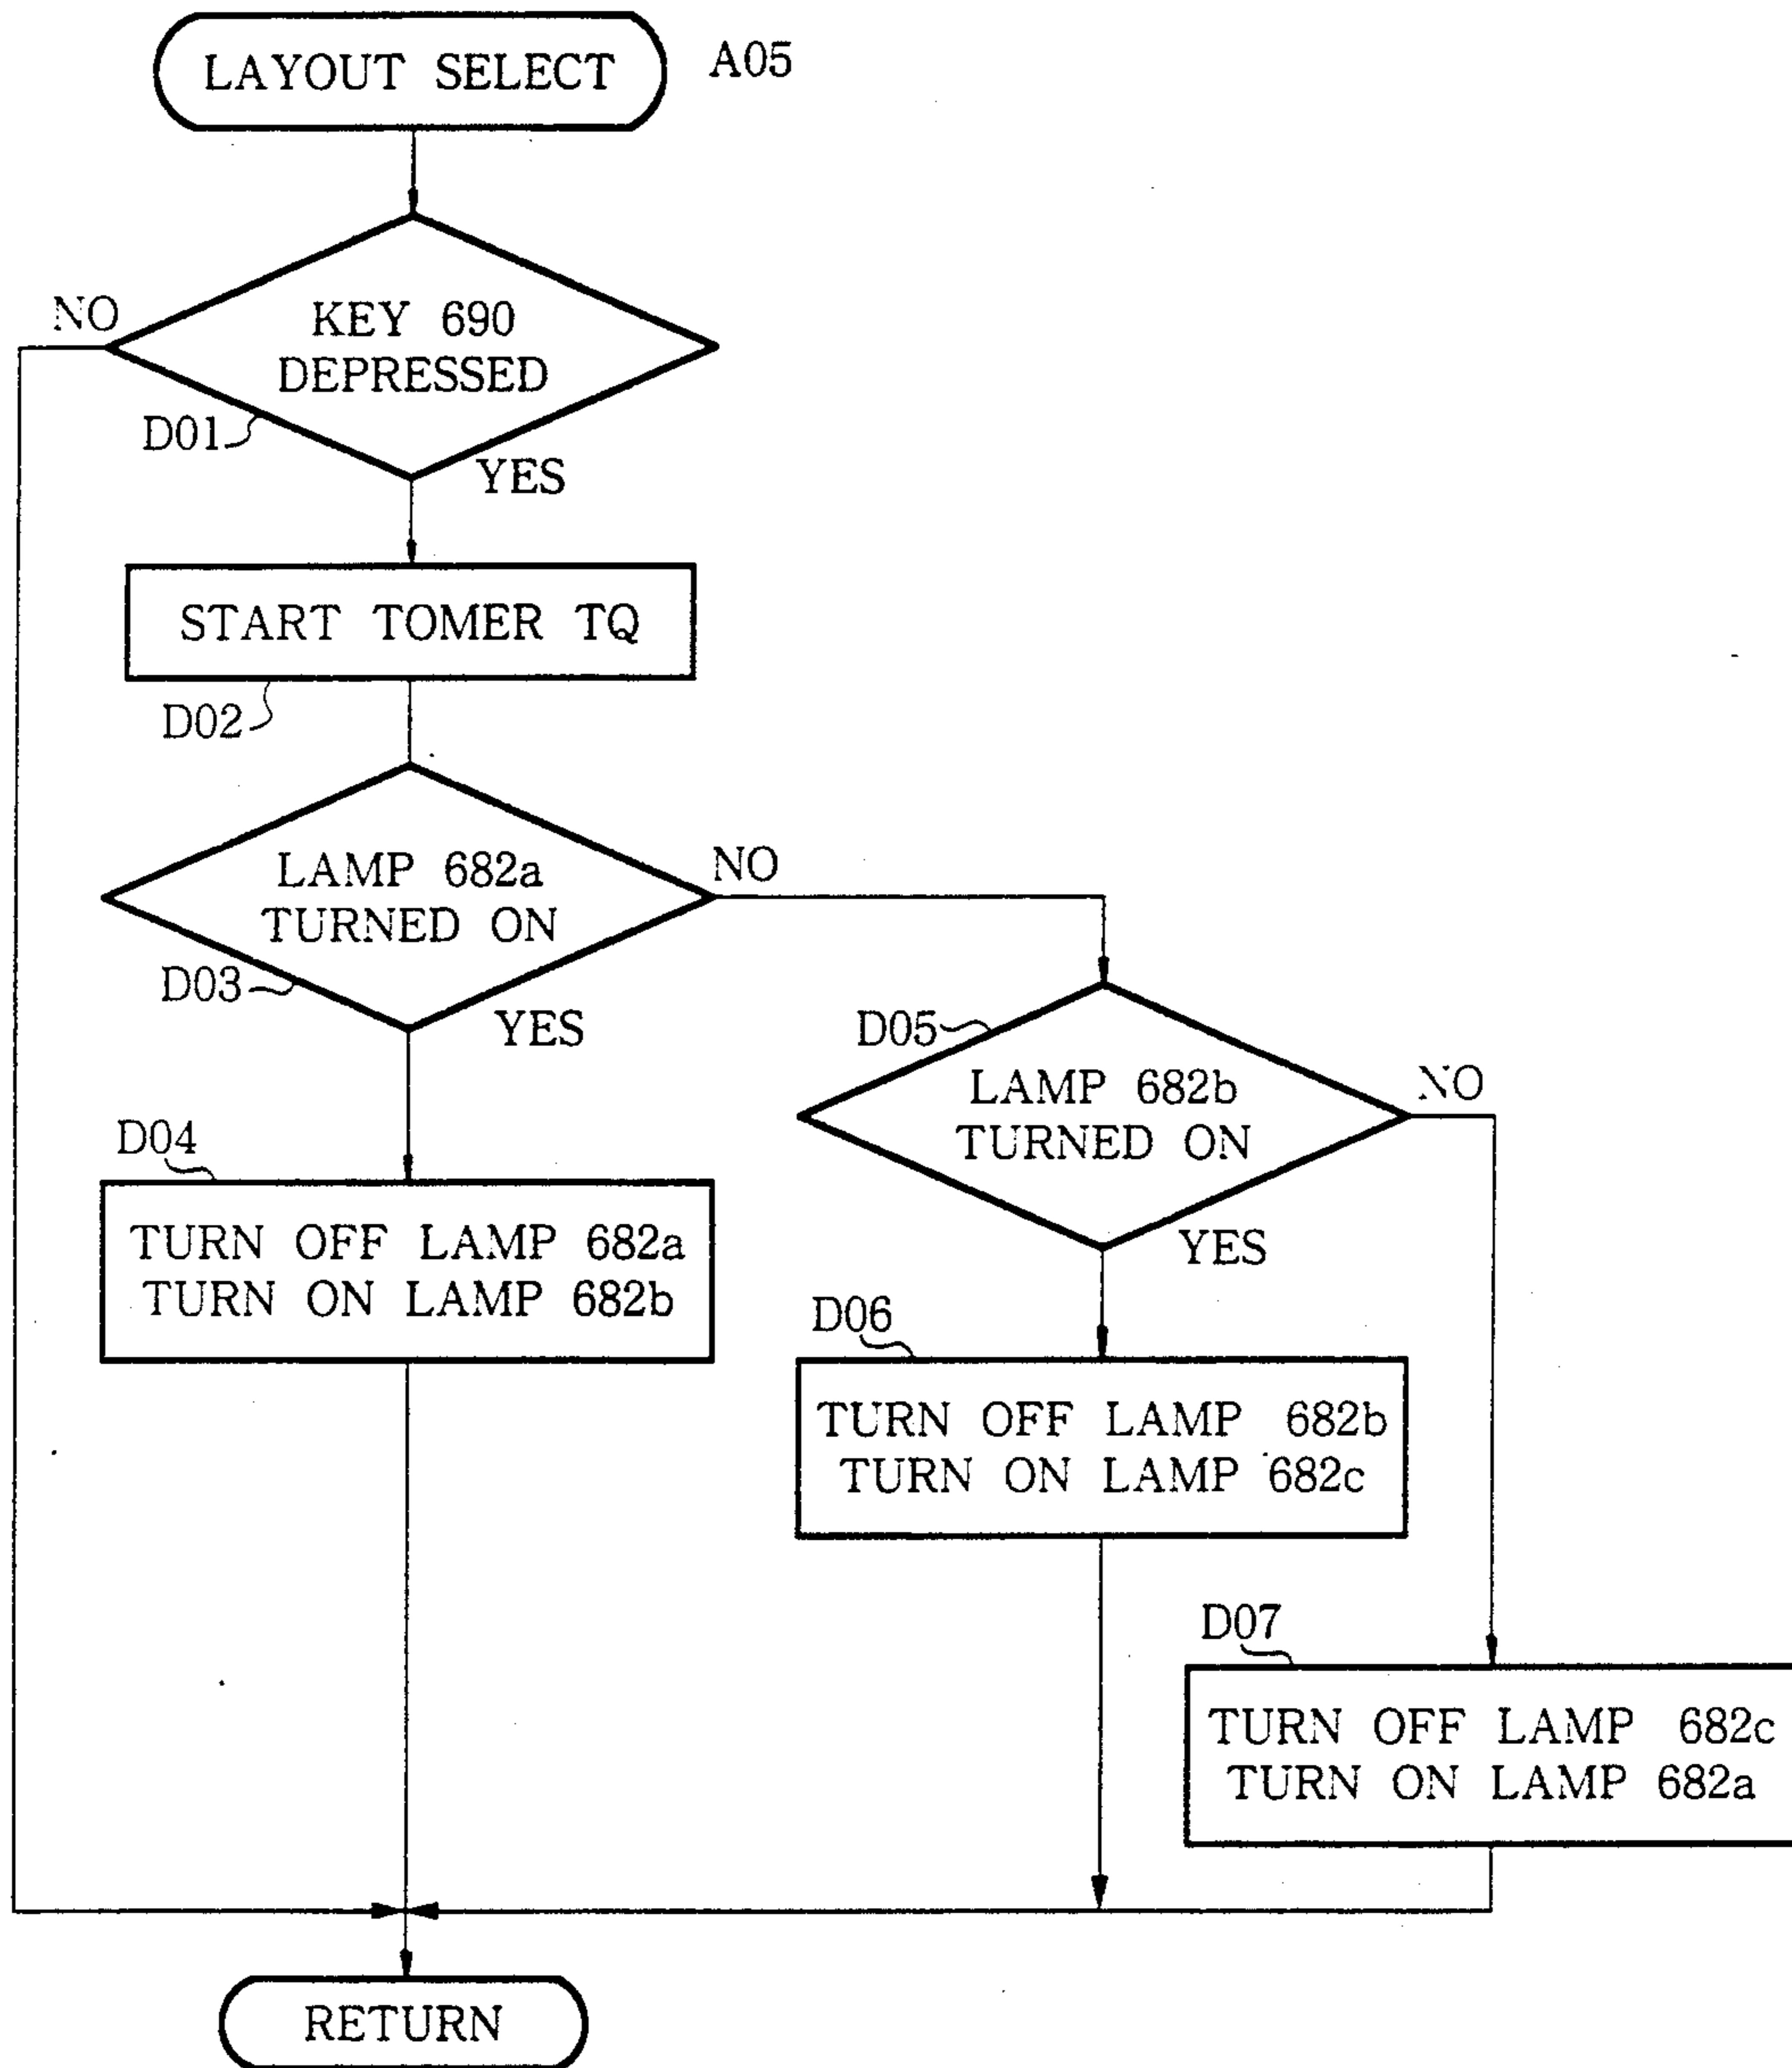 LAYOUT SELECT
A05
NO
KEY 690
DEPRESSED
D01
YES
START TOMER TQ
D02
LAMP 682a
TURNED ON
NO
D03
YES
D05
LAMP 682b
TURNED ON
NO
YES
D04
TURN OFF LAMP 682a
TURN ON LAMP 682b
D06
TURN OFF LAMP 682b
TURN ON LAMP 682c
D07
TURN OFF LAMP 682c
TURN ON LAMP 682a
RETURN